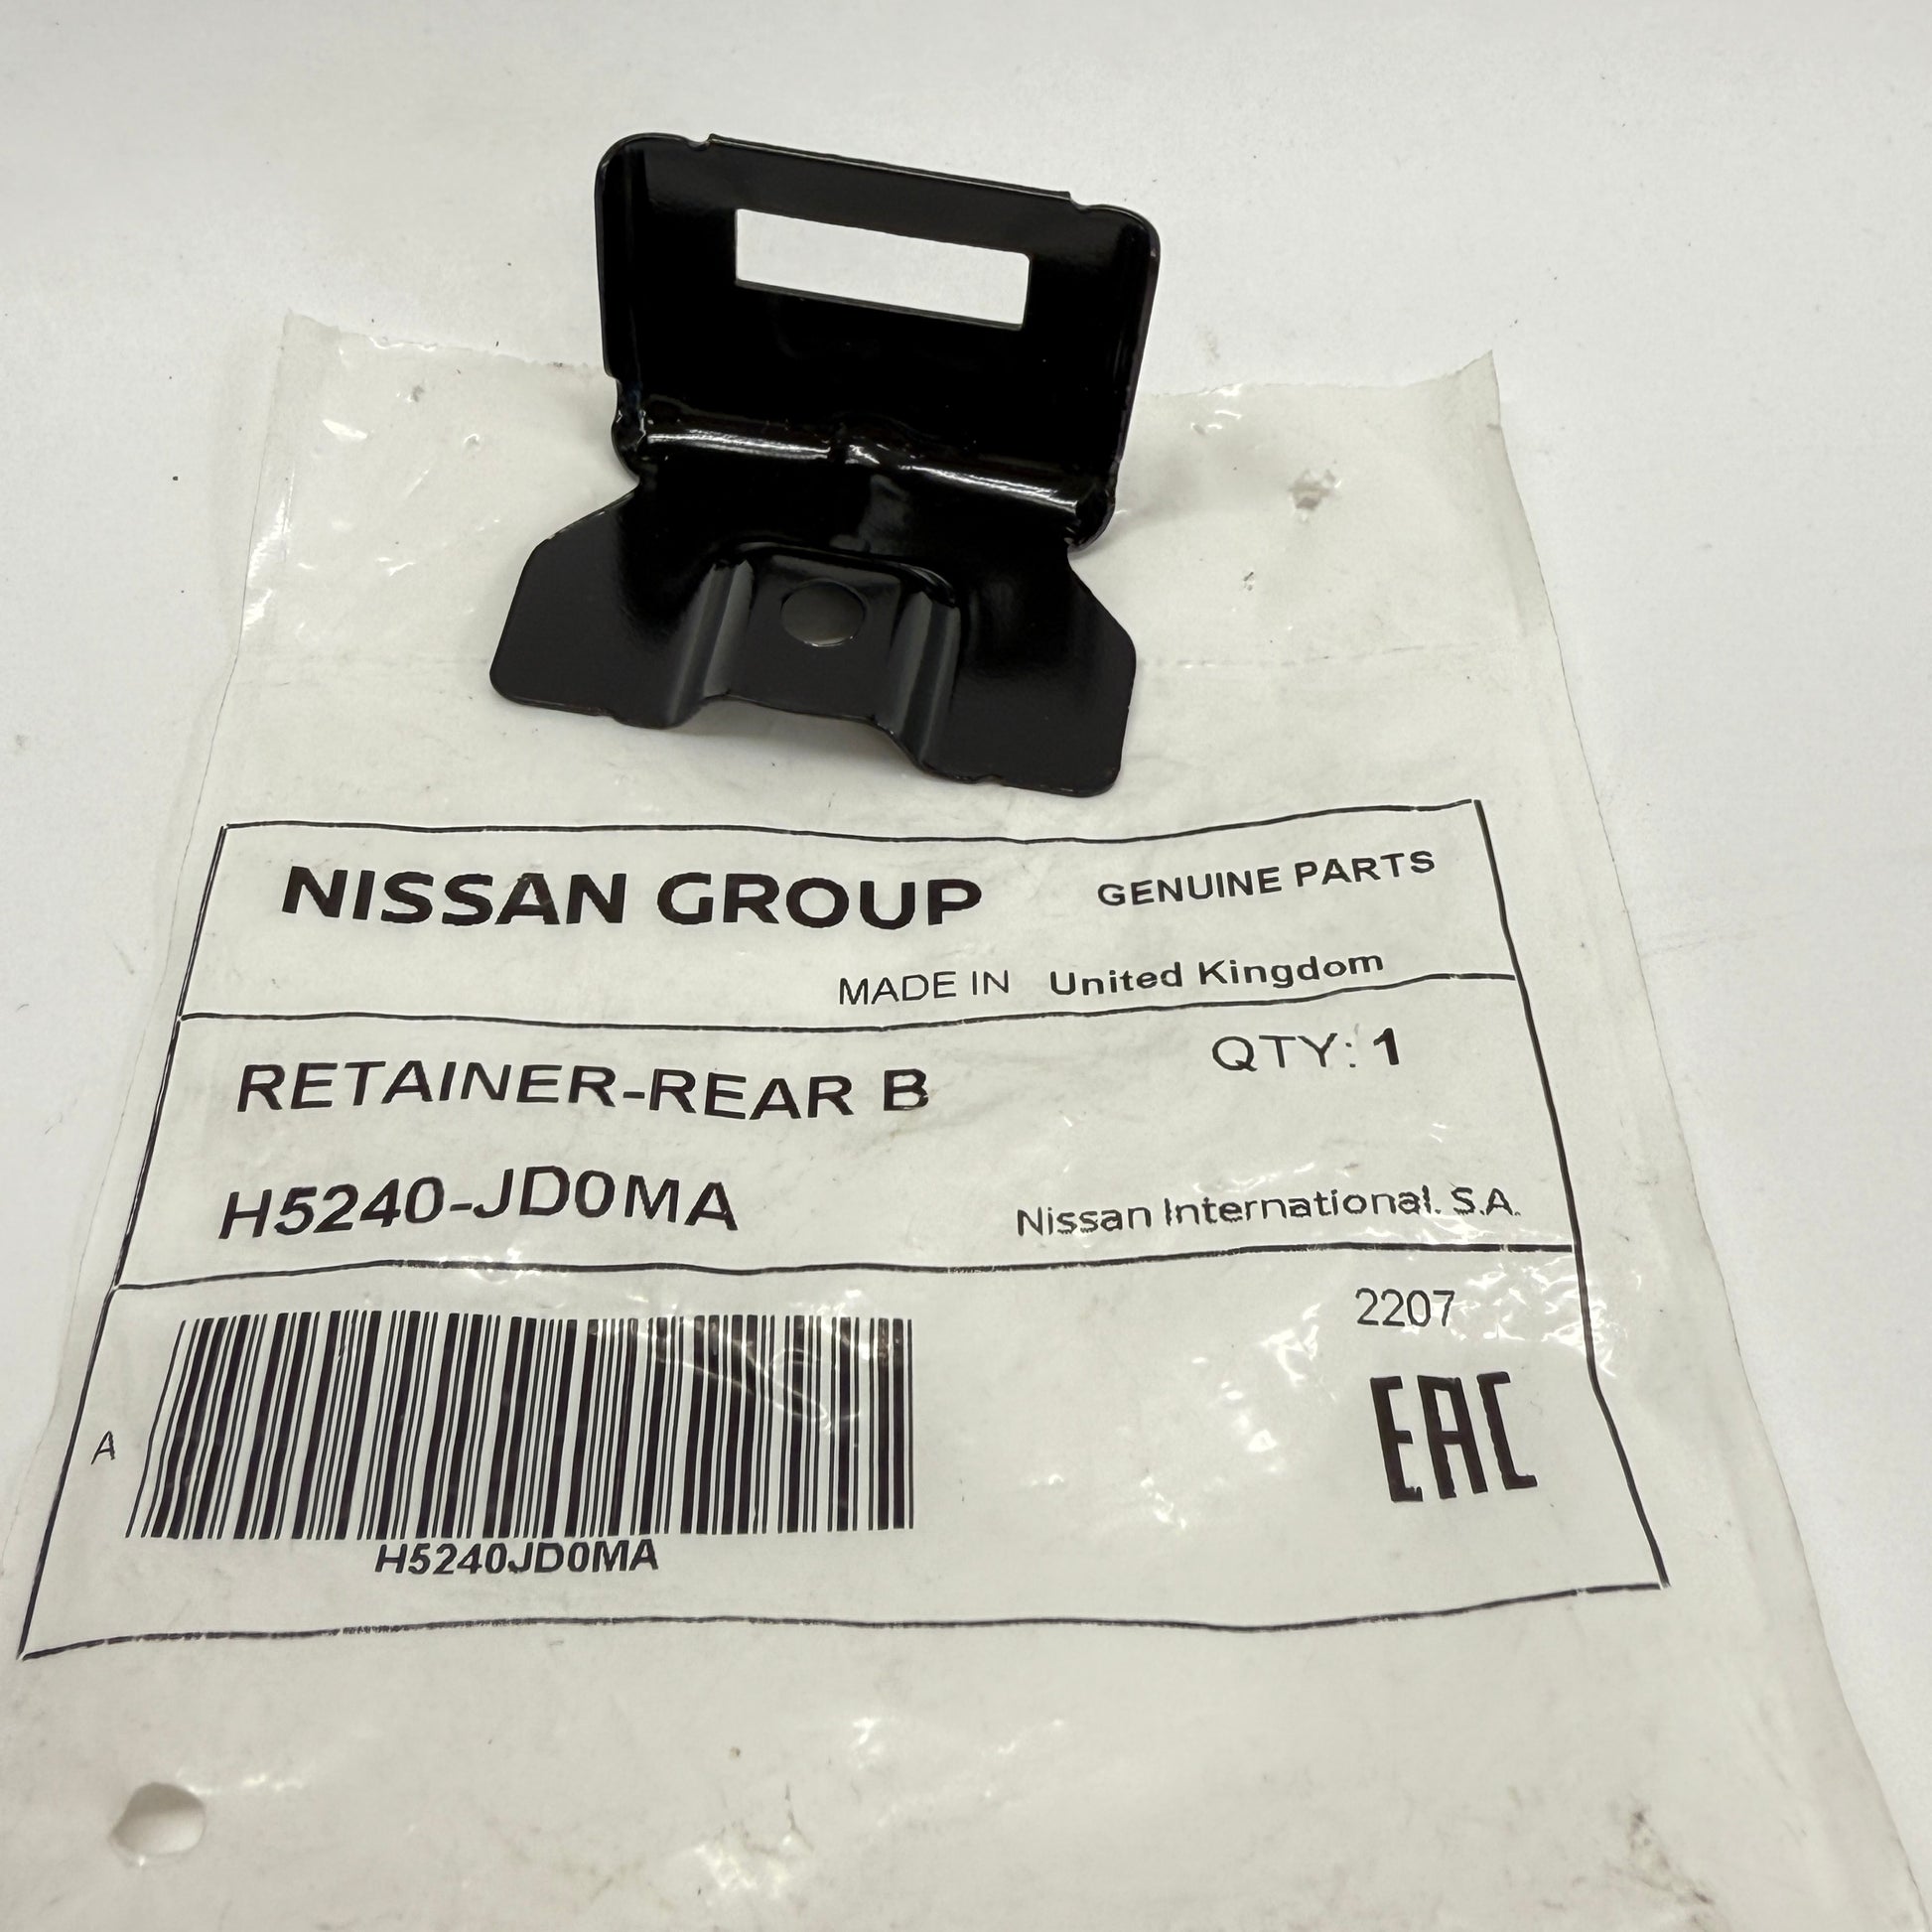 NISSAN GROUP GENUINE PARTS
MADE IN United Kingdom
RETAINER-REAR B QTY: 1
H5240-JD0MA Nissan International. S.A.
2207
A
EAC
H5240JD0MA